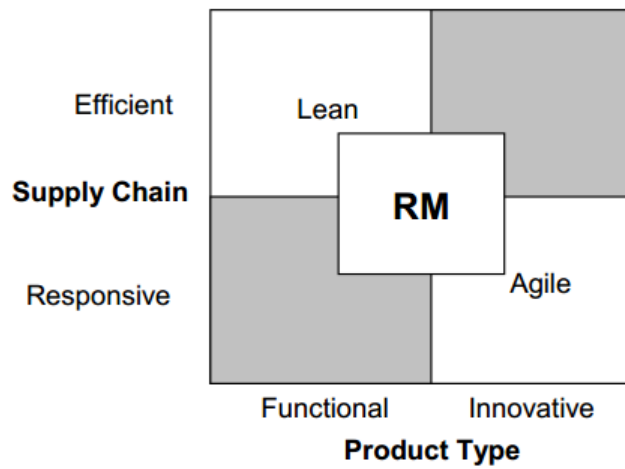 Efficient
Lean
Supply Chain
RM
Responsive
Agile
Functional
Innovative
Product Type